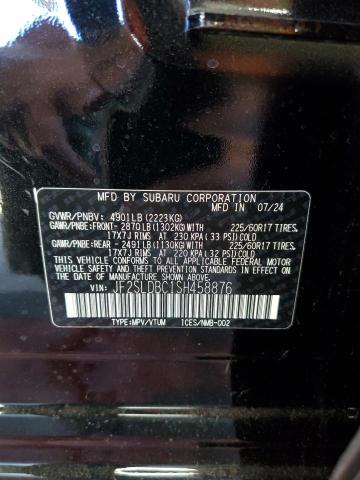 MFD BY SUBARU CORPORATION
MFD IN 07/24
GVWR/PNBV: 4901LB(2223KG)
GAWR/PNBE:FRONT- 2870LB(1302KG)WITH 225/60R17 TIRES,
17X7J RIMS AT 230 KPA(33 PSI)COLD
GAWR/PNBE:REAR - 2491LB(1130KG)WITH 225/60R17 TIRES,
17X7J RIMS AT 220 KPA(32 PSI)COLD
THIS VEHICLE CONFORMS TO ALL APPLICABLE
FEDERAL MOTOR VEHICLE SAFETY, BUMPER, AND
THEFT PREVENTION STANDARDS IN EFFECT ON THE
DATE OF MANUFACTURE SHOWN ABOVE.
VIN: JF2SLDBC1SH458876
TYPE:MPV/VTUM ICES/NMB-002